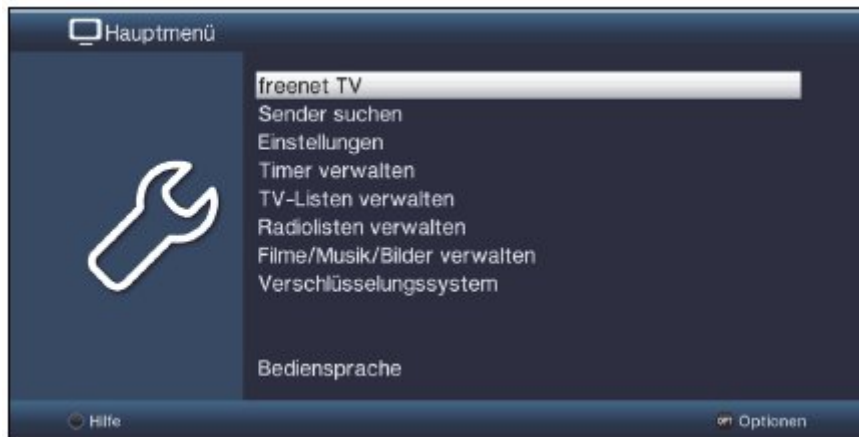 Hauptmenü
freenet TV
Sender suchen
Einstellungen
Timer verwalten
TV-Listen verwalten
Radiolisten verwalten
Filme/Musik/Bilder verwalten
Verschlüsselungssystem
Bediensprache
Hilfe
OPT Optionen